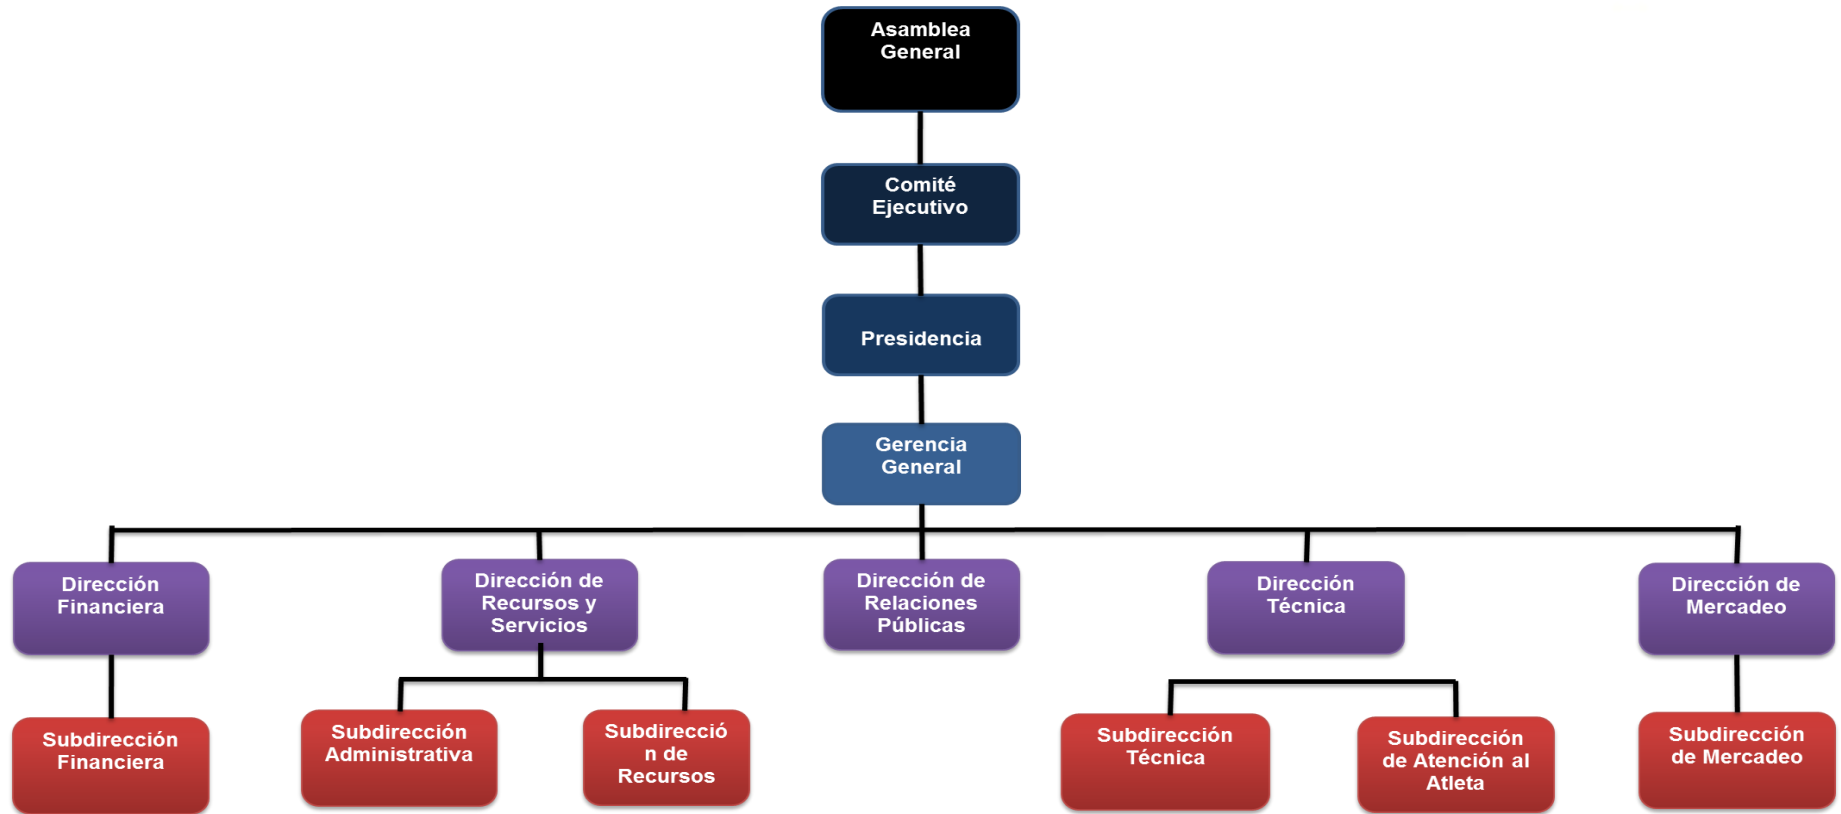 Asamblea
General
Comité
Ejecutivo
Presidencia
Gerencia
General
Dirección
Financiera
Dirección de
Recursos y
Servicios
Dirección de
Relaciones
Públicas
Dirección
Técnica
Dirección de
Mercadeo
Subdirección
Financiera
Subdirección
Administrativa
Subdirecció
n de
Recursos
Subdirección
Técnica
Subdirección
de Atención al
Atleta
Subdirección
de Mercadeo